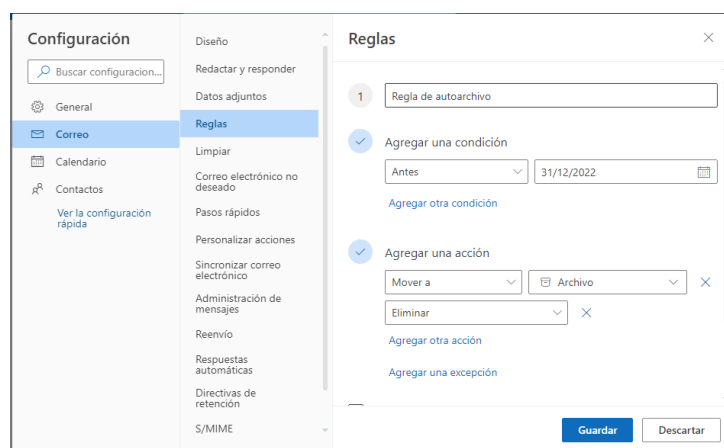 Configuración
Buscar configuracion...
General
Correo
Calendario
Contactos
Ver la configuración
rápida
Diseño
Redactar y responder
Datos adjuntos
Reglas
Limpiar
Correo electrónico no
deseado
Pasos rápidos
Personalizar acciones
Sincronizar correo
electrónico
Administración de
mensajes
Reenvío
Respuestas
automáticas
Directivas de
retención
S/MIME
Reglas
1
Regla de autoarchivo
Agregar una condición
Antes
31/12/2022
Agregar otra condición
Agregar una acción
Mover a
Archivo
Eliminar
Agregar otra acción
Agregar una excepción
Guardar
Descartar